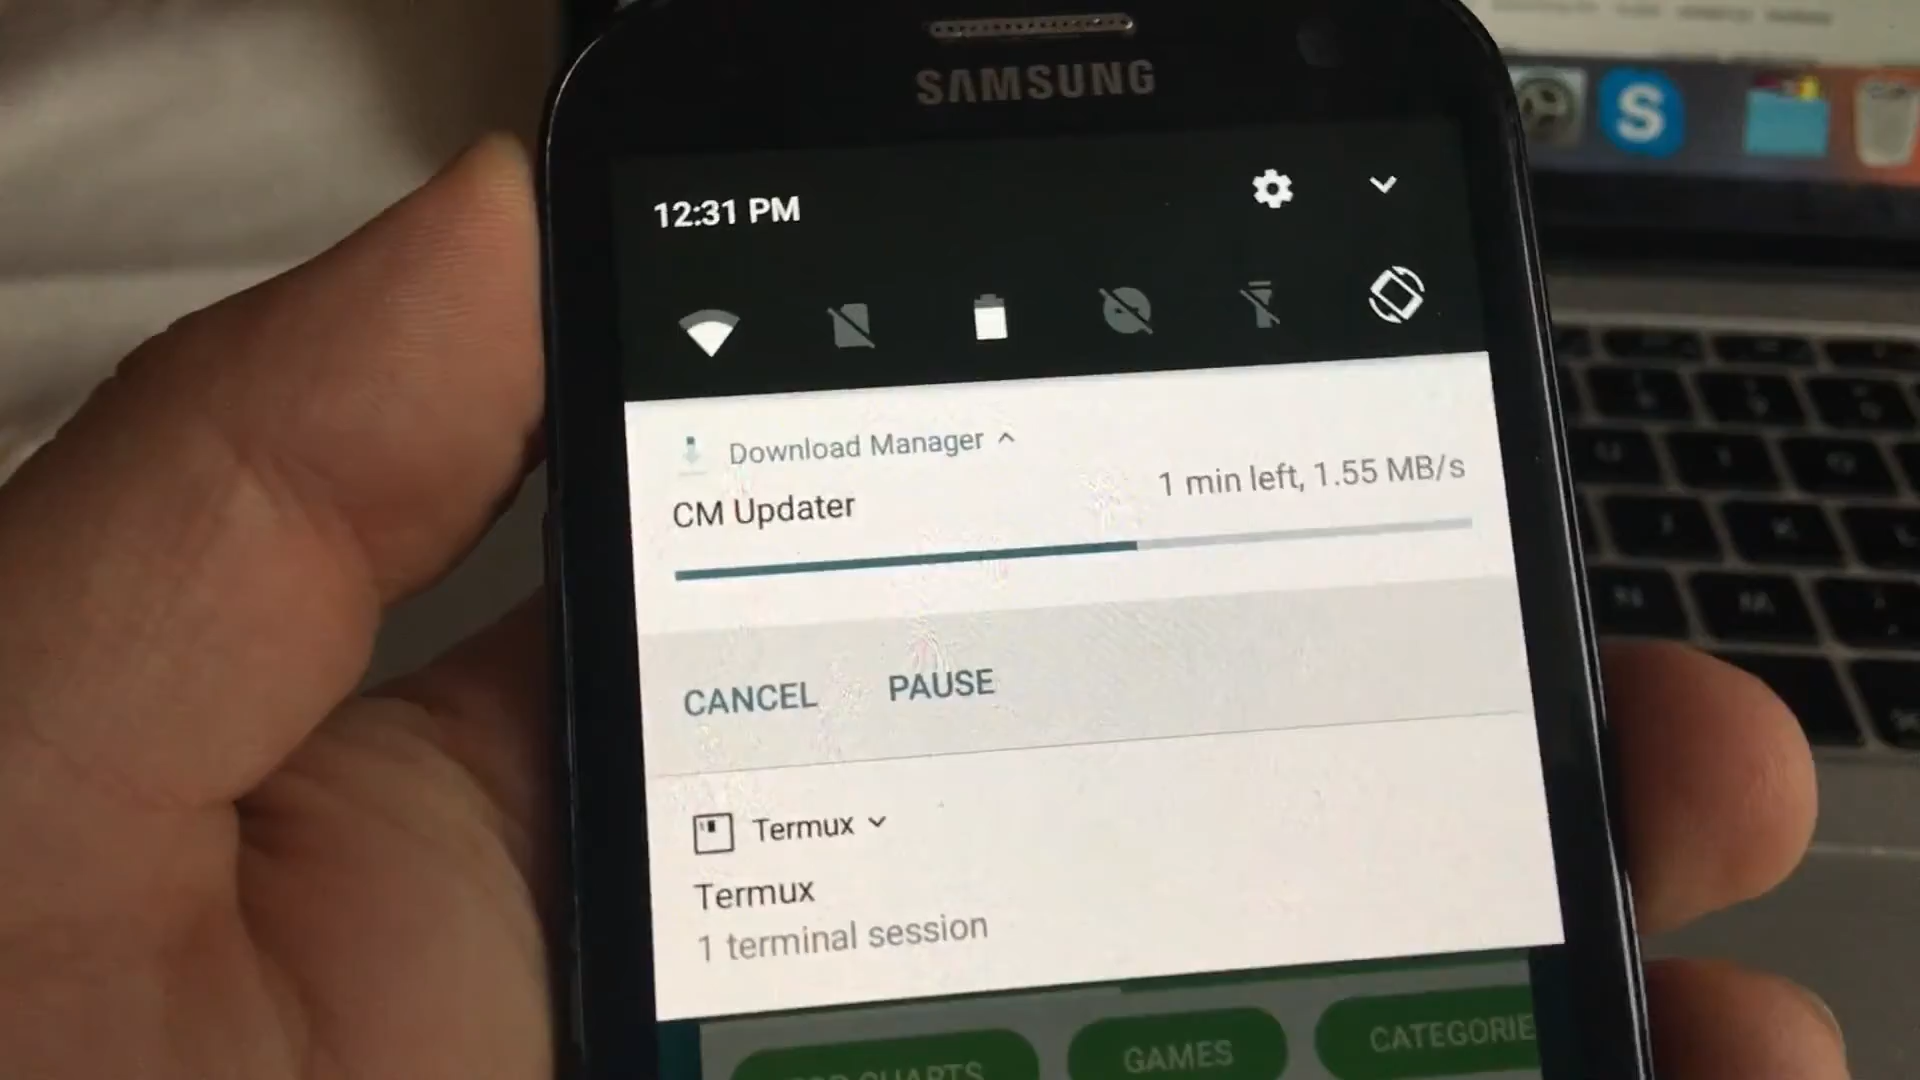 SAMSUNG
12:31 PM
Download Manager
CM Updater
1 min left, 1.55 MB/s
CANCEL PAUSE
Termux
Termux
1 terminal session
CHARTS GAMES CATEGORIE
S